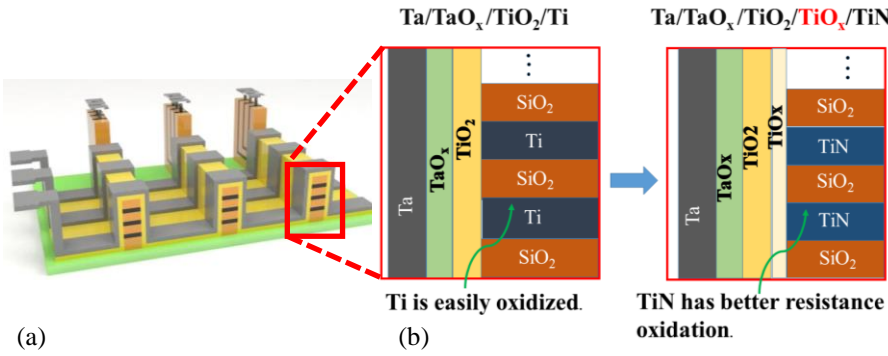 Ta/TaOₓ/TiO₂/Ti
Ta/TaOₓ/TiO₂/TiOₓ/TiN
Ta
TaOₓ
TiO₂
⋮
SiO₂
Ti
SiO₂
Ti
SiO₂
Ta
TaOx
TiO2
TiOx
⋮
SiO₂
TiN
SiO₂
TiN
SiO₂
Ti is easily oxidized.
TiN has better resistance
oxidation.
(a)
(b)